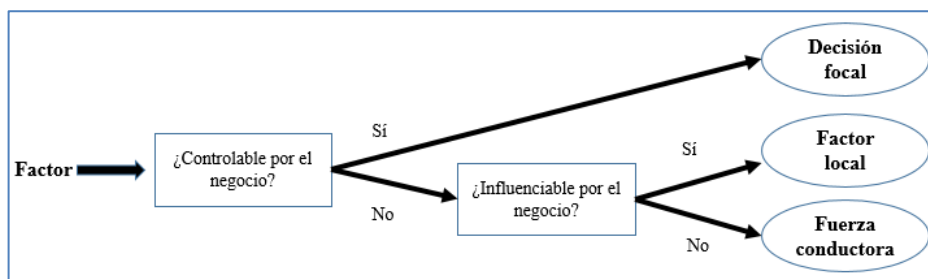 Factor
¿Controlable por el
negocio?
Sí
No
¿Influenciable por el
negocio?
Sí
No
Decisión
focal
Factor
local
Fuerza
conductora